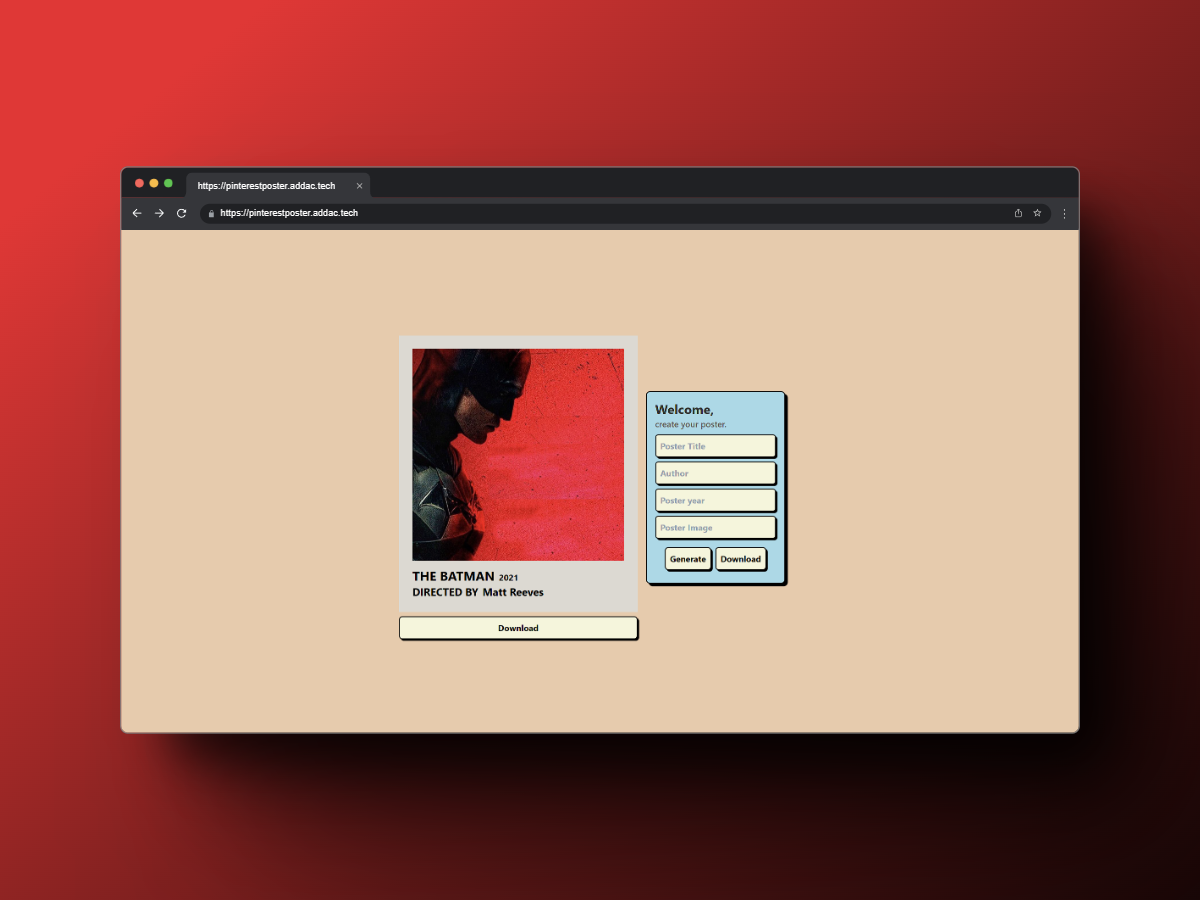 https://pinterestposter.addac.tech
https://pinterestposter.addac.tech
THE BATMAN 2021
DIRECTED BY Matt Reeves
Download
Welcome,
create your poster.
Poster Title
Author
Poster year
Poster Image
Generate Download